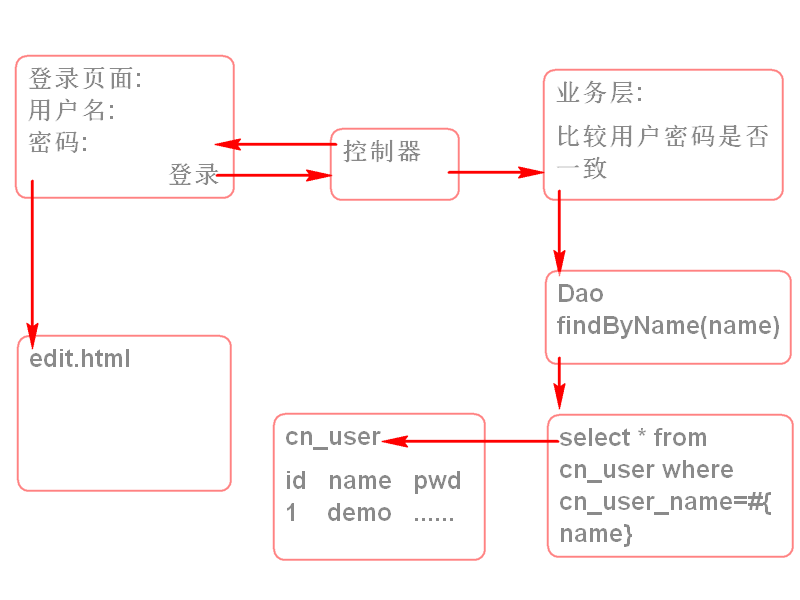 登录页面:
用户名:
密码:
登录
控制器
业务层:
比较用户密码是否
一致
Dao
findByName(name)
edit.html
cn_user
id name pwd
1 demo ......
select * from
cn_user where
cn_user_name=#{
name}